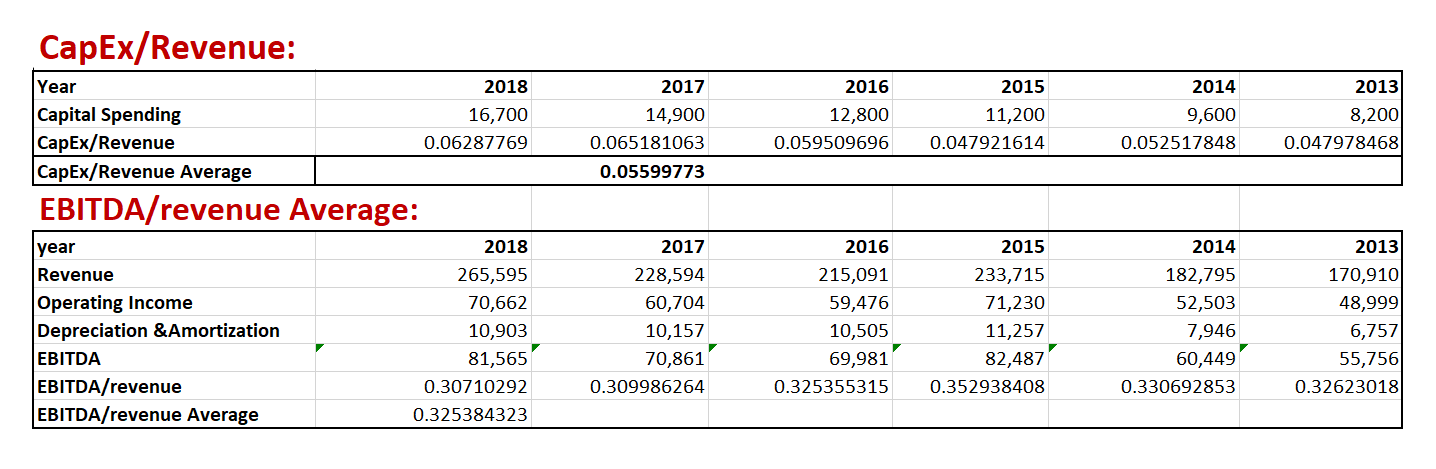 CapEx/Revenue:
Year 2018 2017 2016 2015 2014 2013
Capital Spending 16,700 14,900 12,800 11,200 9,600 8,200
CapEx/Revenue 0.06287769 0.065181063 0.059509696 0.047921614 0.052517848 0.047978468
CapEx/Revenue Average 0.05599773
EBITDA/revenue Average:
year 2018 2017 2016 2015 2014 2013
Revenue 265,595 228,594 215,091 233,715 182,795 170,910
Operating Income 70,662 60,704 59,476 71,230 52,503 48,999
Depreciation &Amortization 10,903 10,157 10,505 11,257 7,946 6,757
EBITDA 81,565 70,861 69,981 82,487 60,449 55,756
EBITDA/revenue 0.30710292 0.309986264 0.325355315 0.352938408 0.330692853 0.32623018
EBITDA/revenue Average 0.325384323